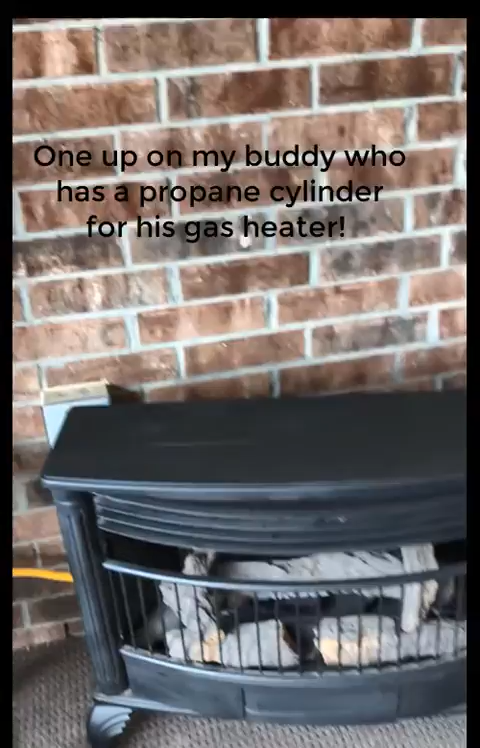 One up on my buddy who
has a propane cylinder
for his gas heater!